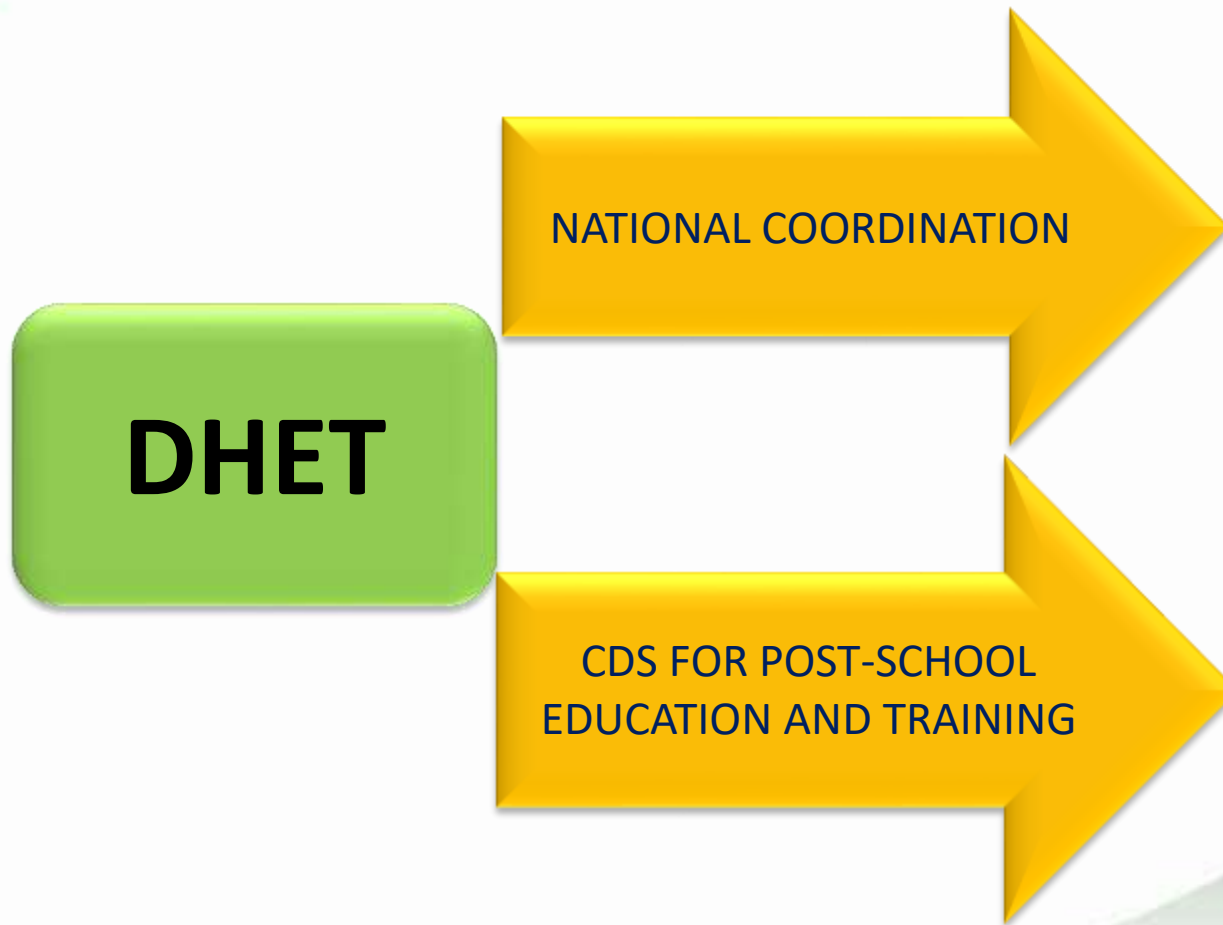 NATIONAL COORDINATION
DHET
CDS FOR POST-SCHOOL
EDUCATION AND TRAINING